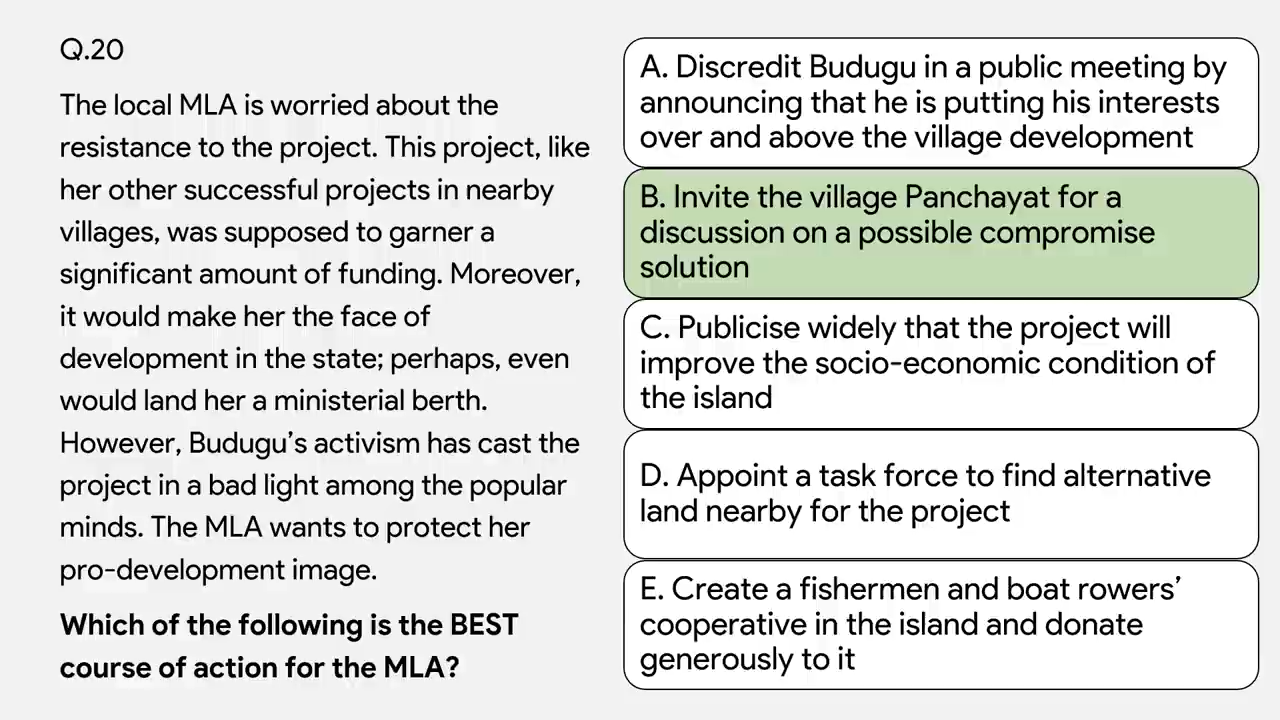 Q.20
The local MLA is worried about the
resistance to the project. This project, like
her other successful projects in nearby
villages, was supposed to garner a
significant amount of funding. Moreover,
it would make her the face of
development in the state; perhaps, even
would land her a ministerial berth.
However, Budugu’s activism has cast the
project in a bad light among the popular
minds. The MLA wants to protect her
pro-development image.
Which of the following is the BEST
course of action for the MLA?
A. Discredit Budugu in a public meeting by
announcing that he is putting his interests
over and above the village development
B. Invite the village Panchayat for a
discussion on a possible compromise
solution
C. Publicise widely that the project will
improve the socio-economic condition of
the island
D. Appoint a task force to find alternative
land nearby for the project
E. Create a fishermen and boat rowers’
cooperative in the island and donate
generously to it